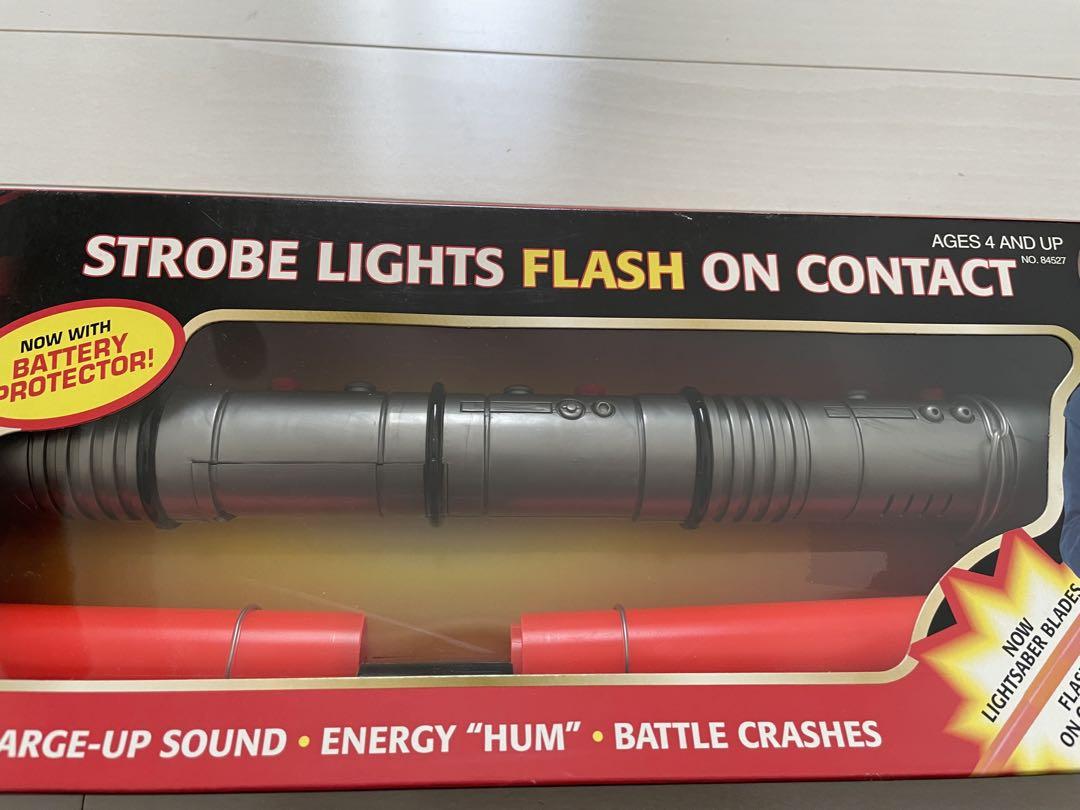 AGES 4 AND UP
NO. 84527
STROBE LIGHTS FLASH ON CONTACT
NOW WITH
BATTERY
PROTECTOR!
NOW
LIGHTSABER BLADES
ON
ARGE-UP SOUND • ENERGY “HUM” • BATTLE CRASHES